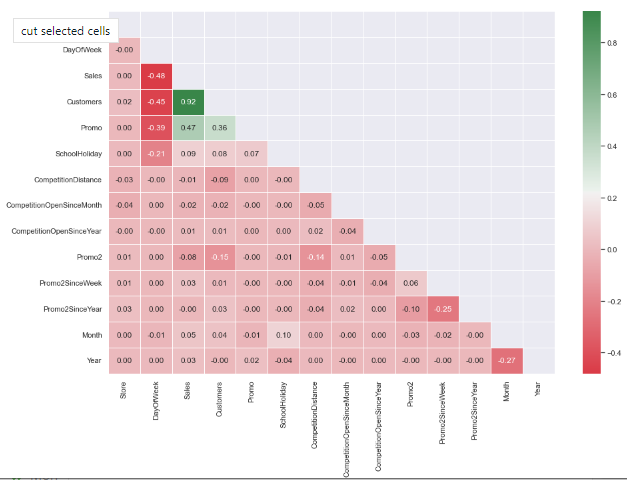 cut selected cells
DayOfWeek -0.00
Sales 0.00 -0.48
Customers 0.02 -0.45 0.92
Promo 0.00 -0.39 0.47 0.36
SchoolHoliday 0.00 -0.21 0.09 0.08 0.07
CompetitionDistance -0.03 -0.00 -0.01 -0.09 0.00 -0.00
CompetitionOpenSinceMonth -0.04 0.00 -0.02 -0.02 -0.00 -0.00 -0.05
CompetitionOpenSinceYear -0.00 -0.00 0.01 0.01 0.00 0.00 0.02 -0.04
Promo2 0.01 0.00 -0.08 -0.15 -0.00 -0.01 -0.14 0.01 -0.05
Promo2SinceWeek 0.01 0.00 0.03 0.01 -0.00 -0.00 -0.04 -0.01 -0.04 0.06
Promo2SinceYear 0.03 -0.00 -0.00 0.03 -0.00 -0.00 -0.04 0.02 0.00 -0.10 -0.25
Month 0.00 -0.01 0.05 0.04 -0.01 0.10 0.00 -0.00 0.00 -0.03 -0.02 -0.00
Year 0.00 0.00 0.03 -0.00 0.02 -0.04 0.00 -0.00 -0.00 -0.00 -0.00 -0.00 -0.27
Store DayOfWeek Sales Customers Promo SchoolHoliday CompetitionDistance CompetitionOpenSinceMonth CompetitionOpenSinceYear Promo2 Promo2SinceWeek Promo2SinceYear Month Year
0.8
0.6
0.4
0.2
0.0
-0.2
-0.4